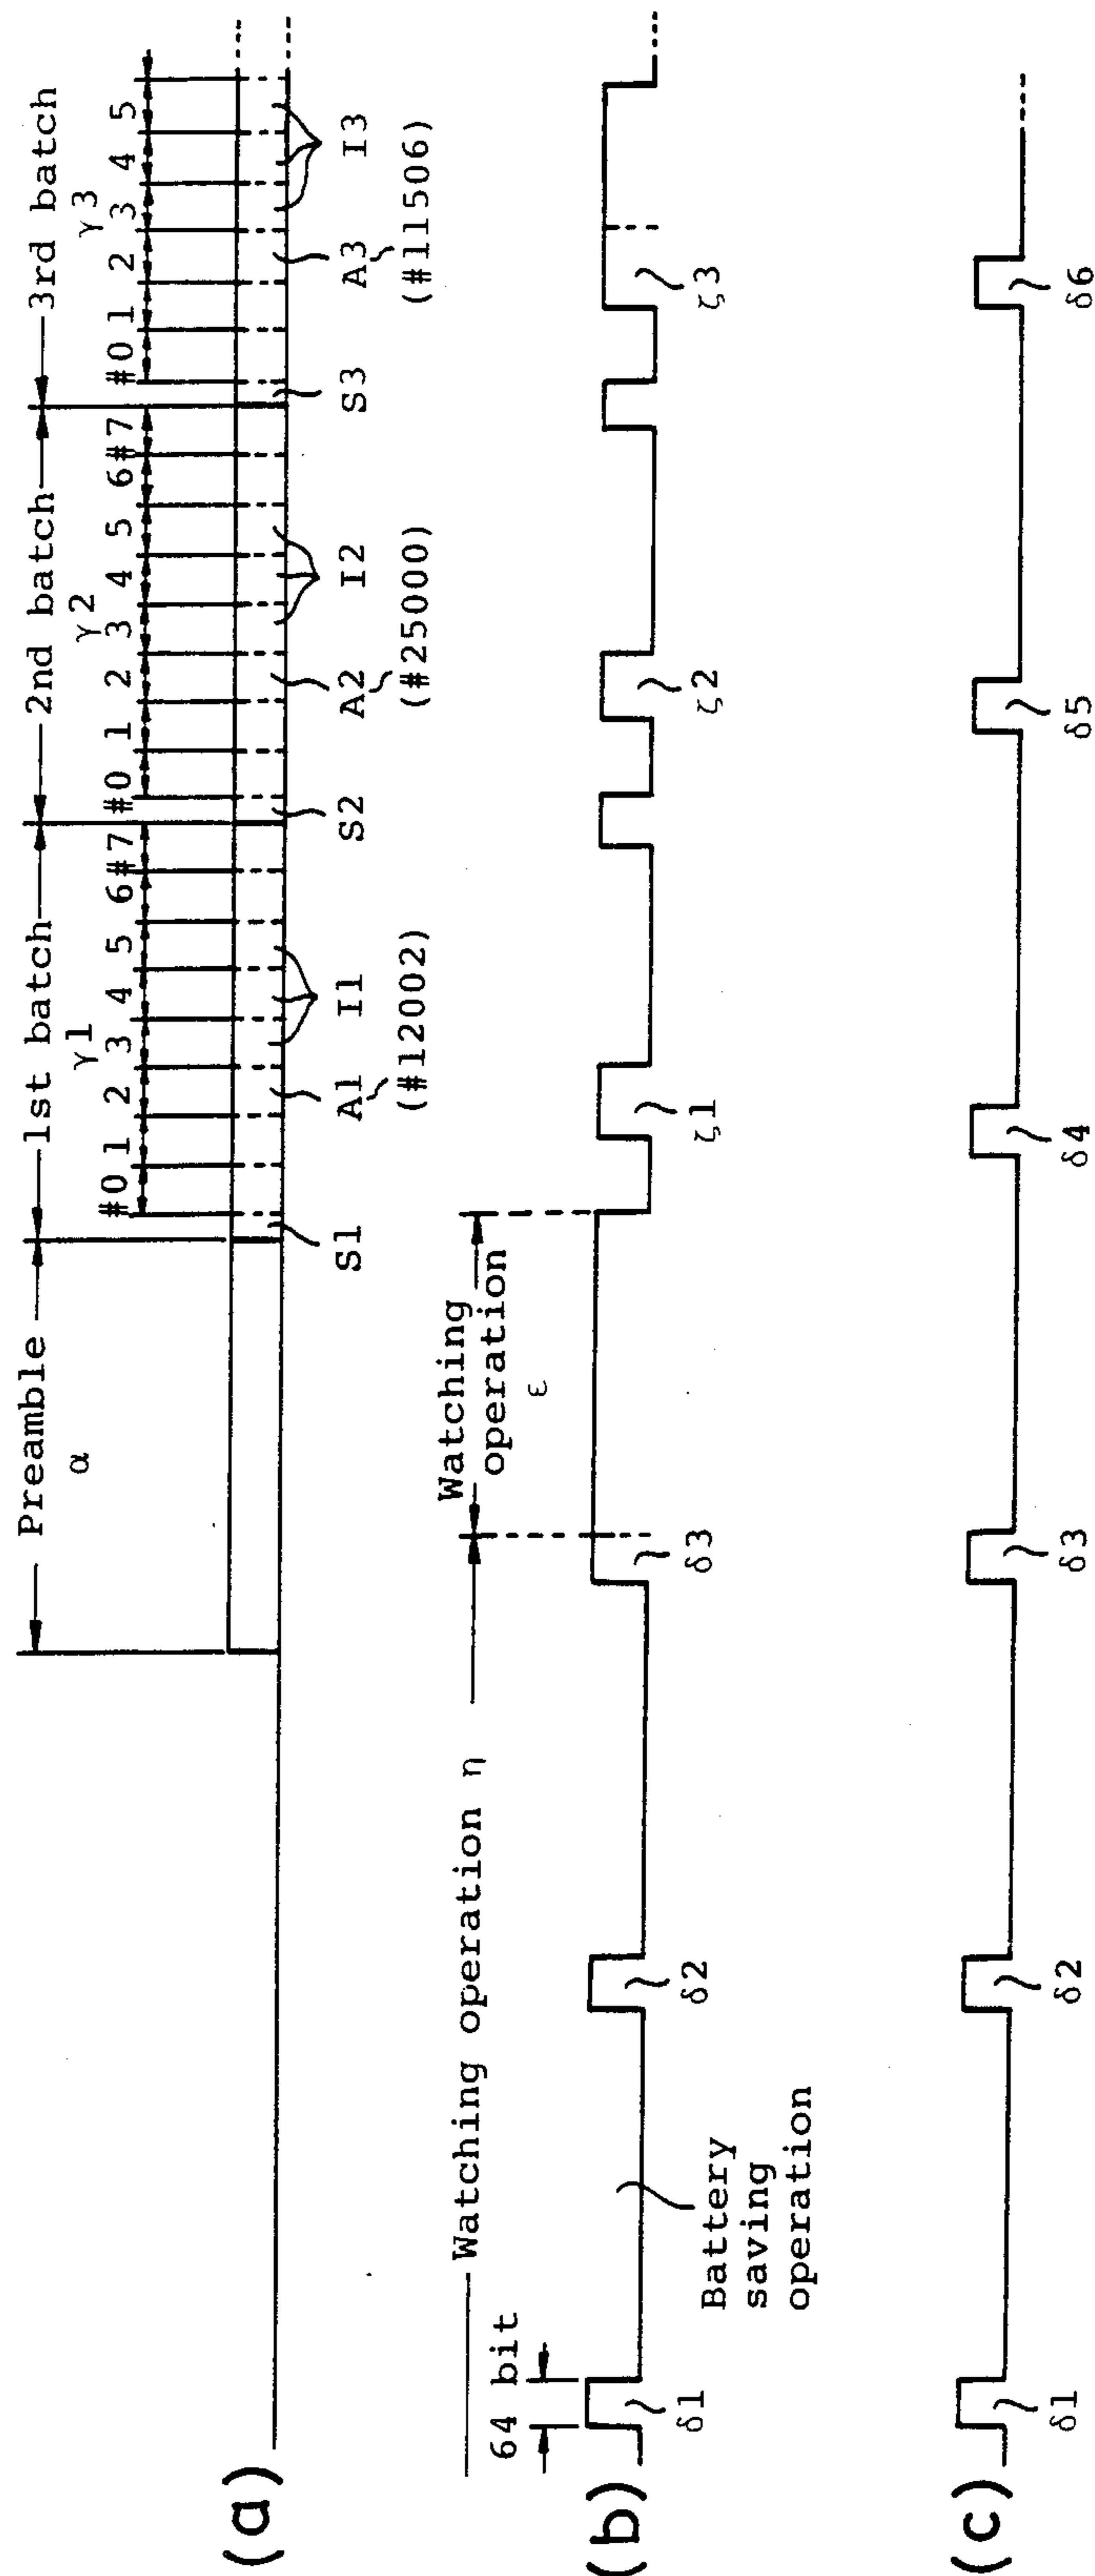 (a)
Preamble
α
1st batch
γ1
#0 1 2 3 4 5 6 #7
2nd batch
γ2
#0 1 2 3 4 5 6 #7
3rd batch
γ3
#0 1 2 3 4 5
S1
A1
(#12002)
I1
S2
A2
(#25000)
I2
S3
A3
(#11506)
I3
(b)
Watching operation η
Watching
operation
ε
64 bit
δ1
Battery
saving
operation
δ2
δ3
ζ1
ζ2
ζ3
(c)
δ1
δ2
δ3
δ4
δ5
δ6